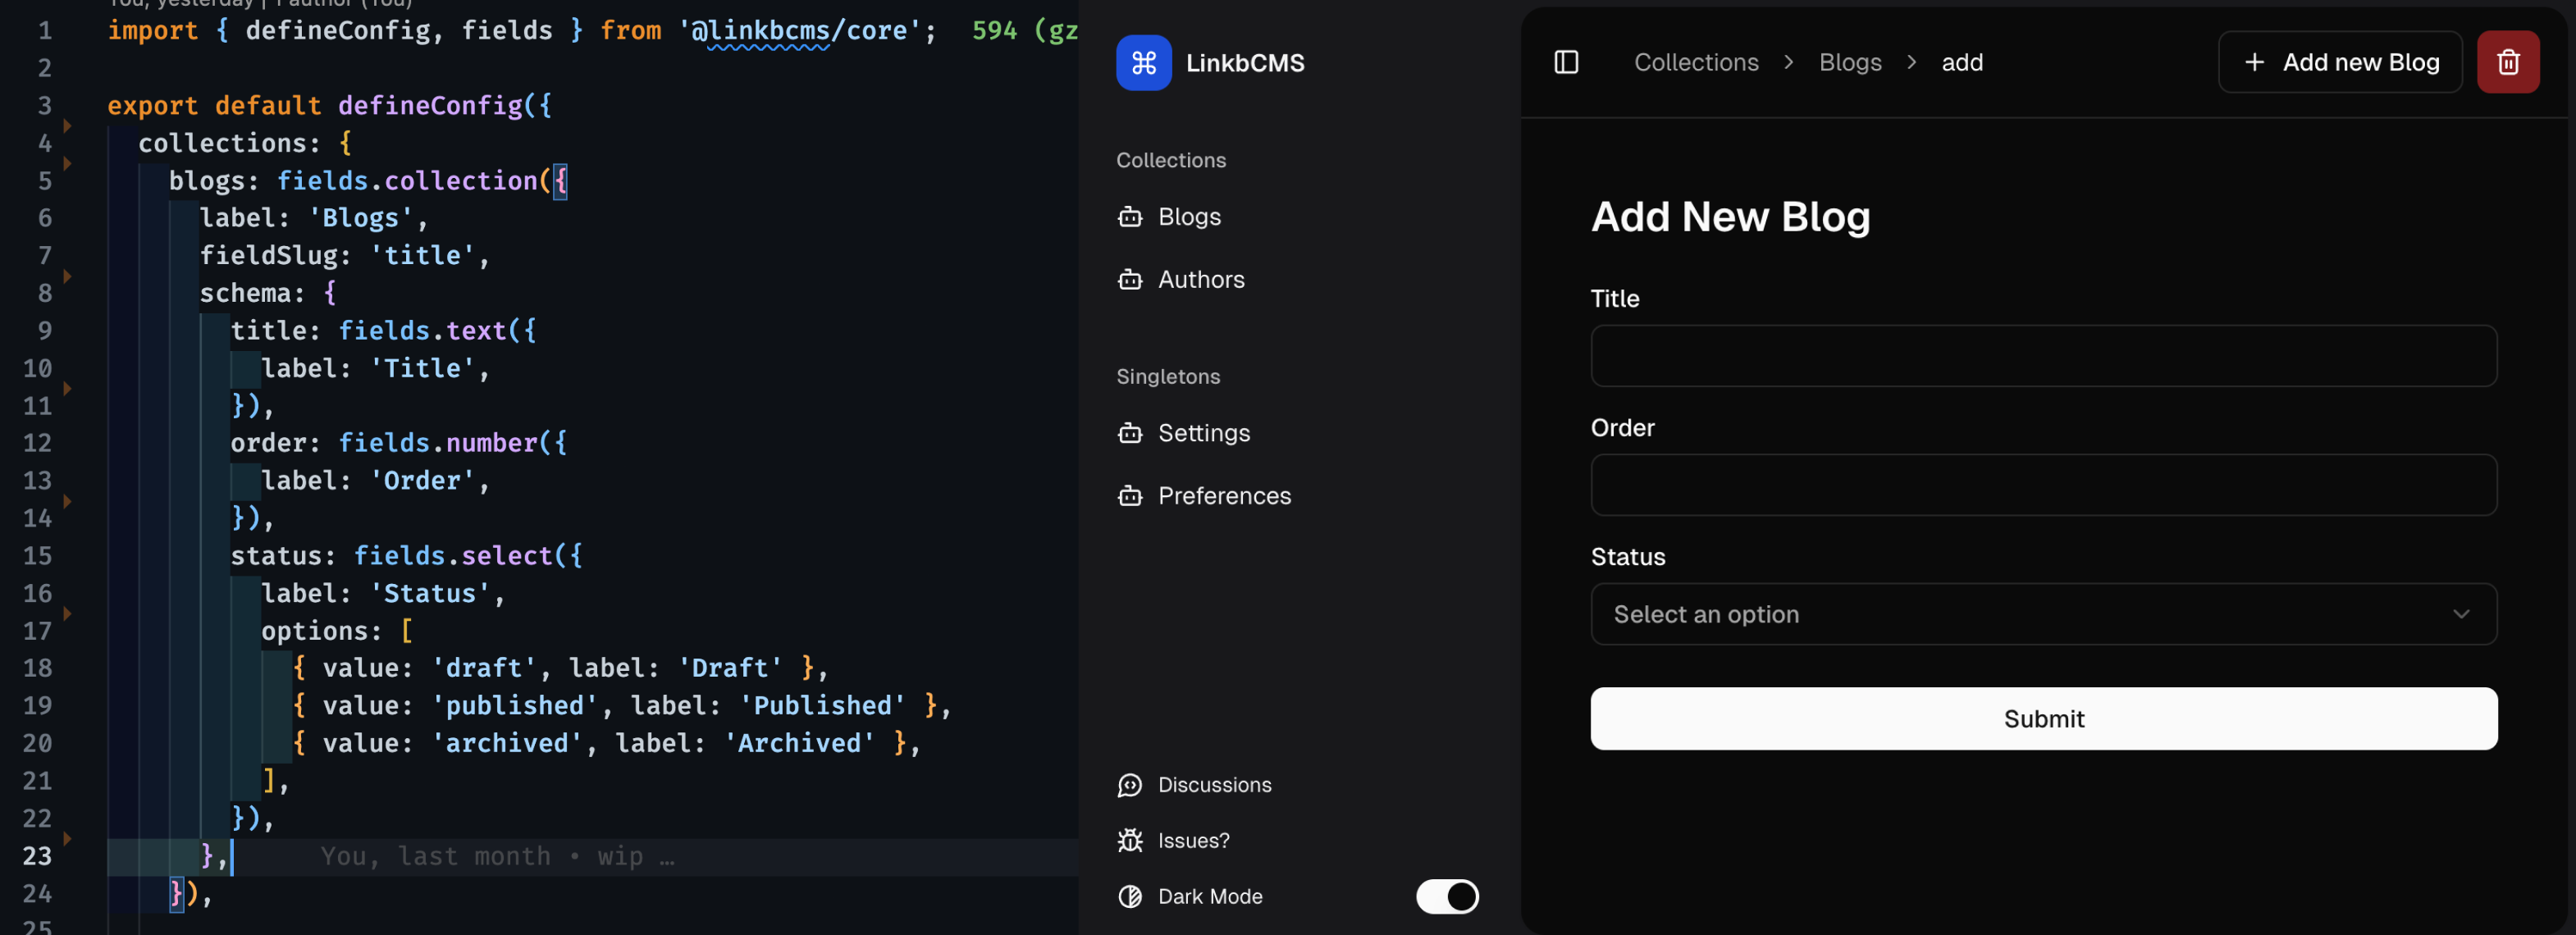 You, yesterday | 1 author (You)
1 import { defineConfig, fields } from '@linkbcms/core'; 594 (gz
2
3 export default defineConfig({
4 collections: {
5 blogs: fields.collection({
6 label: 'Blogs',
7 fieldSlug: 'title',
8 schema: {
9 title: fields.text({
10 label: 'Title',
11 }),
12 order: fields.number({
13 label: 'Order',
14 }),
15 status: fields.select({
16 label: 'Status',
17 options: [
18 { value: 'draft', label: 'Draft' },
19 { value: 'published', label: 'Published' },
20 { value: 'archived', label: 'Archived' },
21 ],
22 }),
23 }, You, last month • wip …
24 }),
25
LinkbCMS
Collections
Blogs
Authors
Singletons
Settings
Preferences
Discussions
Issues?
Dark Mode
Collections > Blogs > add
+ Add new Blog
Add New Blog
Title
Order
Status
Select an option
Submit